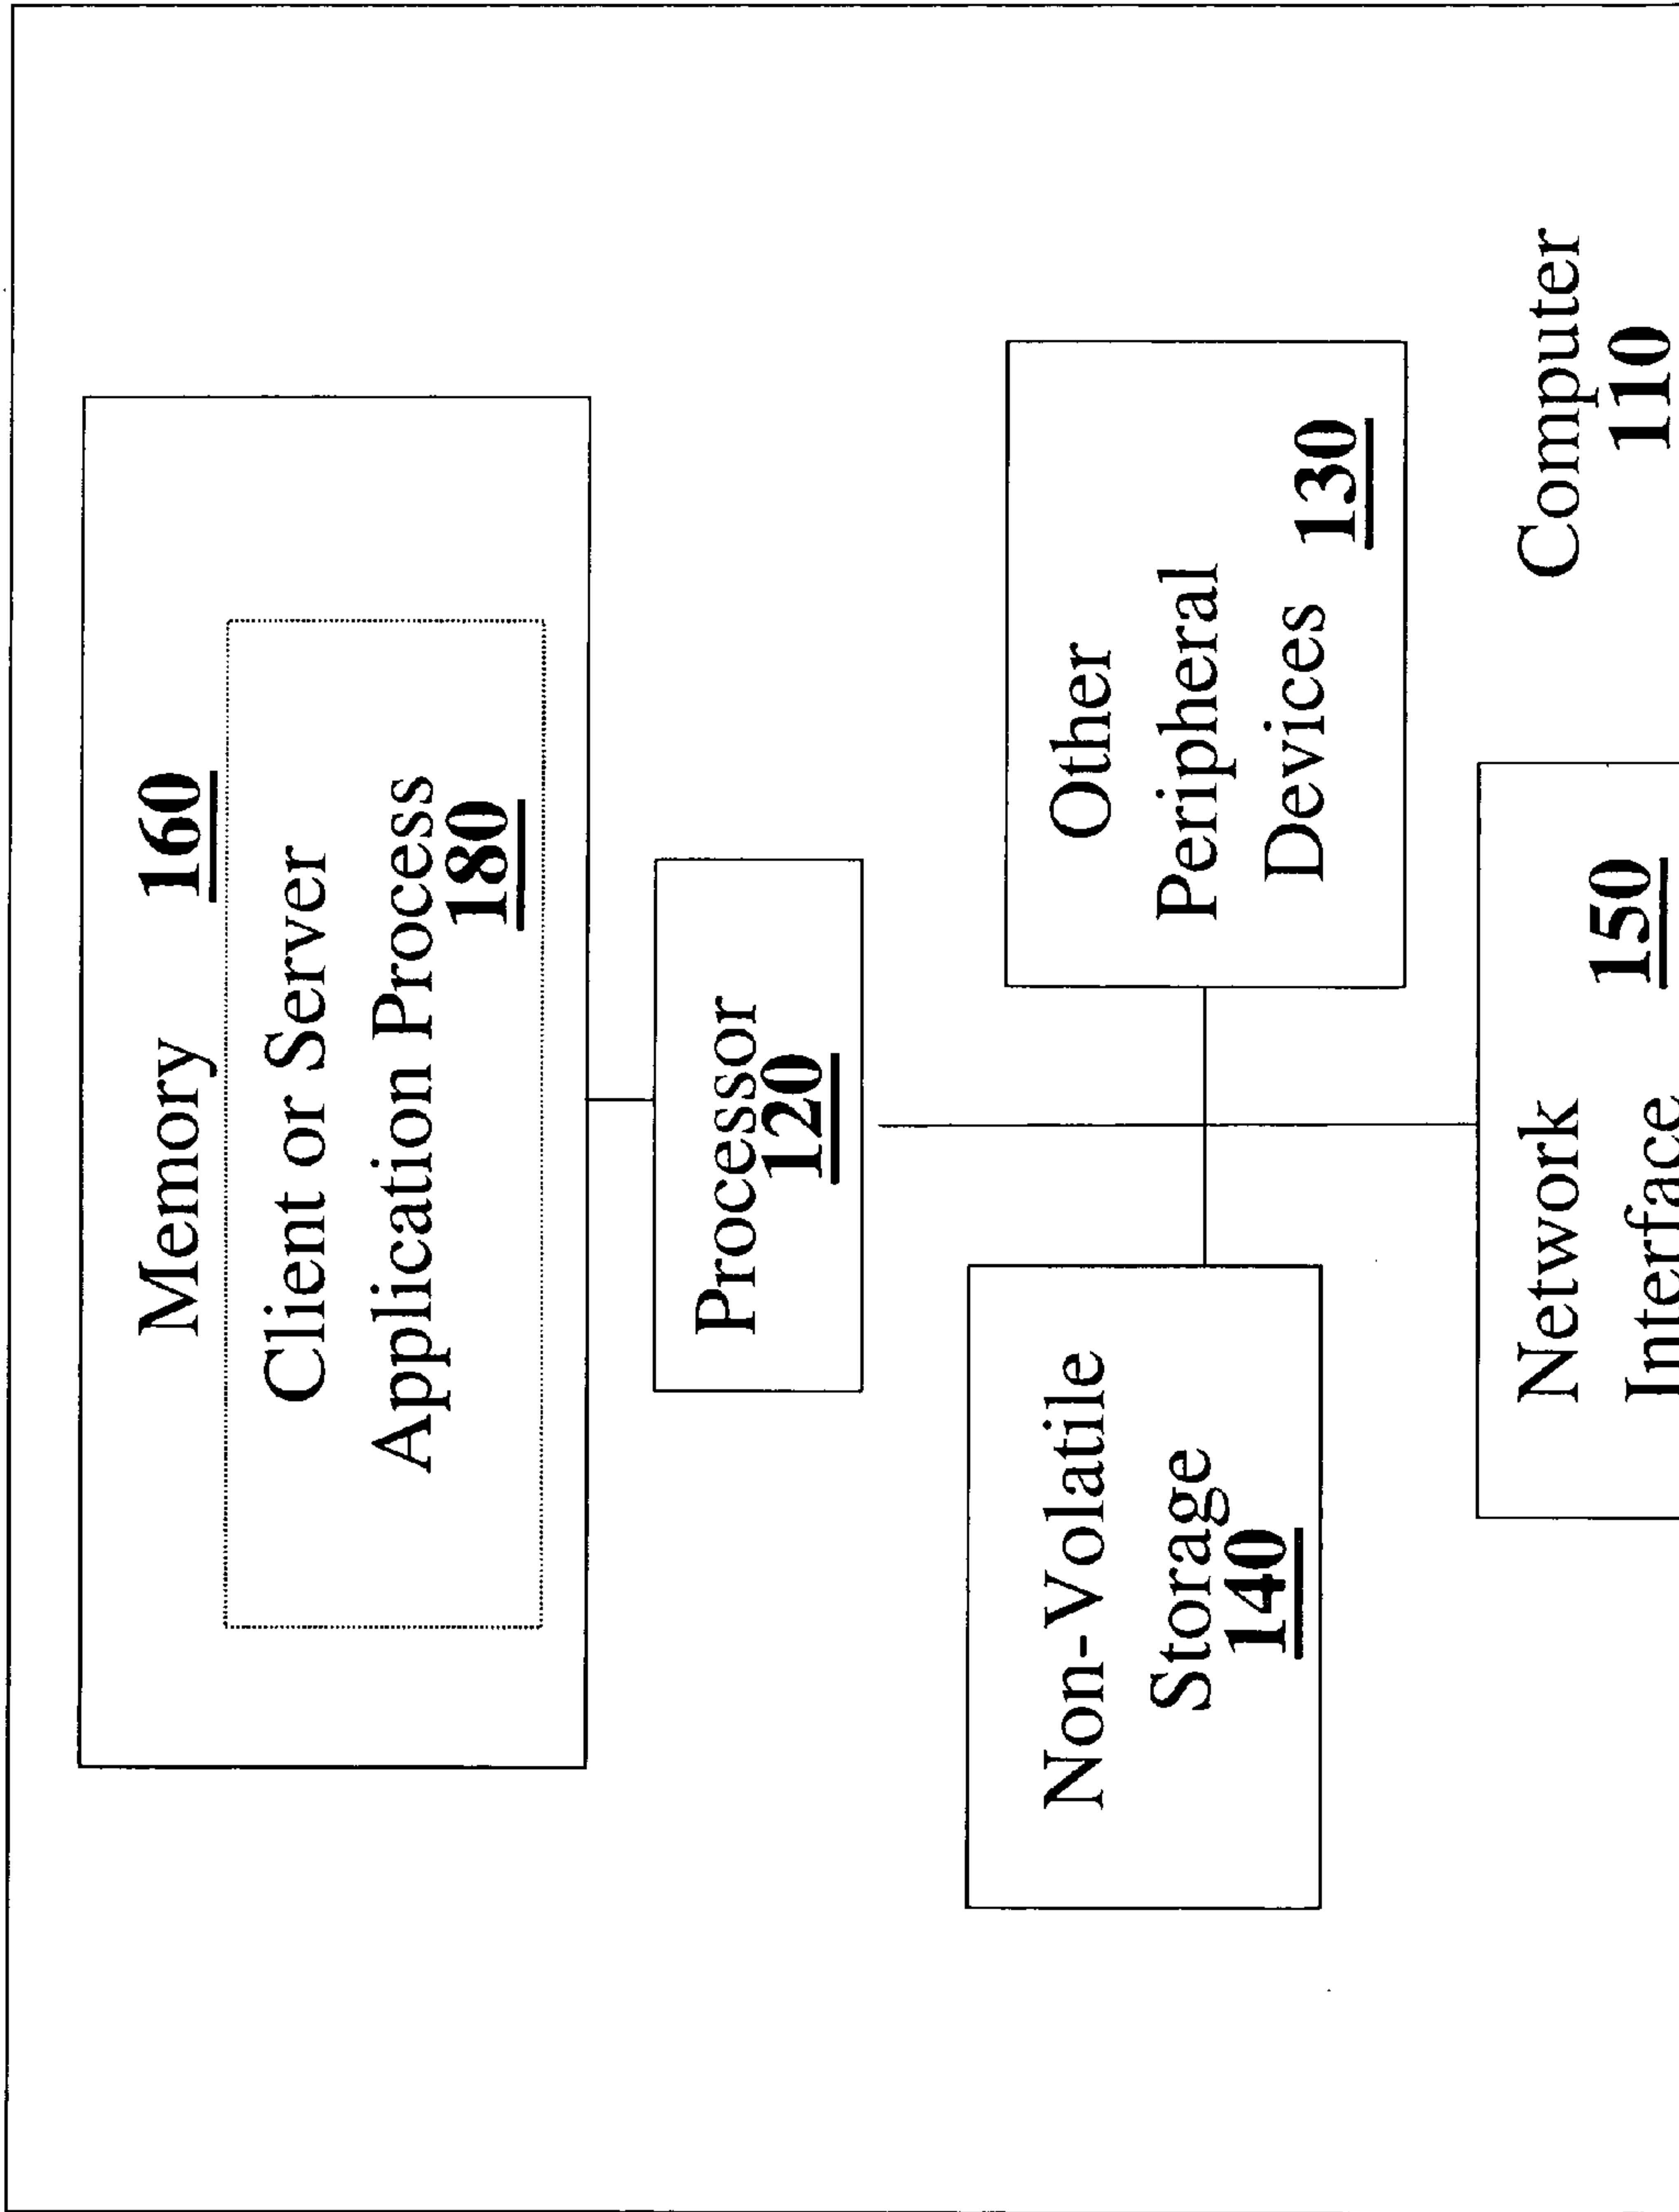 Memory 160
Client or Server
Application Process
180
Processor
120
Non-Volatile
Storage
140
Other
Peripheral
Devices 130
Network
150
Interface
Computer
110